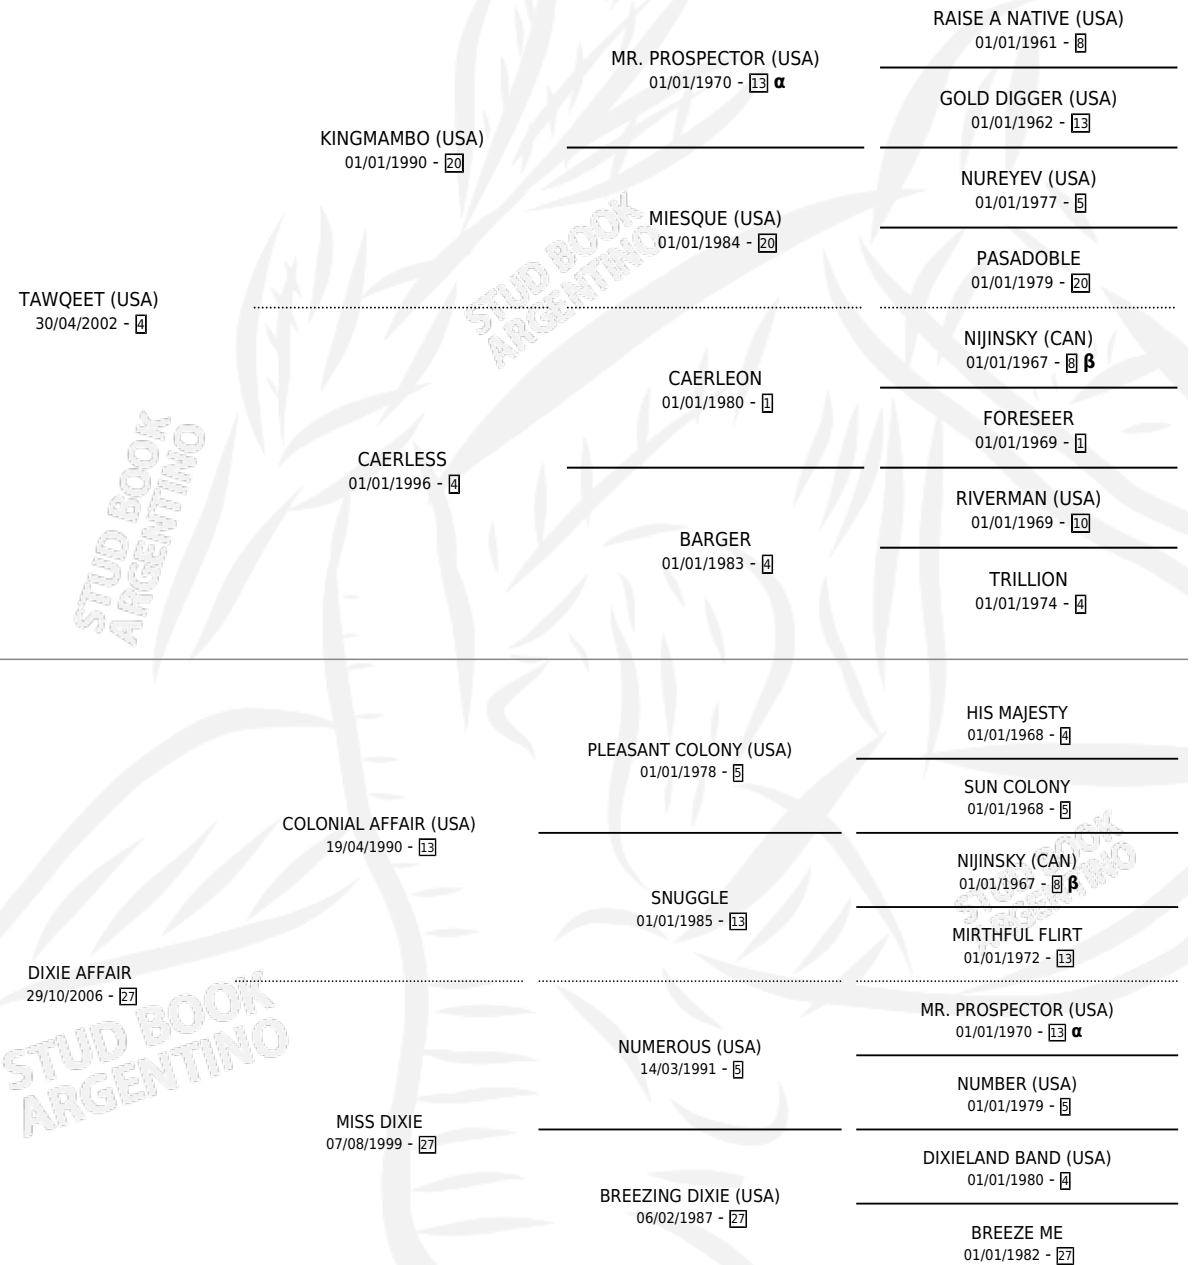 RAISE A NATIVE (USA)
01/01/1961 - 8
MR. PROSPECTOR (USA)
01/01/1970 - 13 α
GOLD DIGGER (USA)
01/01/1962 - 13
KINGMAMBO (USA)
01/01/1990 - 20
NUREYEV (USA)
01/01/1977 - 5
MIESQUE (USA)
01/01/1984 - 20
PASADOBLE
01/01/1979 - 20
TAWQEET (USA)
30/04/2002 - 4
NIJINSKY (CAN)
01/01/1967 - 8 β
CAERLEON
01/01/1980 - 1
FORESEER
01/01/1969 - 1
CAERLESS
01/01/1996 - 4
RIVERMAN (USA)
01/01/1969 - 10
BARGER
01/01/1983 - 4
TRILLION
01/01/1974 - 4
HIS MAJESTY
01/01/1968 - 4
PLEASANT COLONY (USA)
01/01/1978 - 5
SUN COLONY
01/01/1968 - 5
COLONIAL AFFAIR (USA)
19/04/1990 - 13
NIJINSKY (CAN)
01/01/1967 - 8 β
SNUGGLE
01/01/1985 - 13
MIRTHFUL FLIRT
01/01/1972 - 13
DIXIE AFFAIR
29/10/2006 - 27
MR. PROSPECTOR (USA)
01/01/1970 - 13 α
NUMEROUS (USA)
14/03/1991 - 5
NUMBER (USA)
01/01/1979 - 5
MISS DIXIE
07/08/1999 - 27
DIXIELAND BAND (USA)
01/01/1980 - 4
BREEZING DIXIE (USA)
06/02/1987 - 27
BREEZE ME
01/01/1982 - 27
STUD BOOK
ARGENTINO
STUD BOOK
ARGENTINO
STUD BOOK
ARGENTINO
STUD BOOK
ARGENTINO